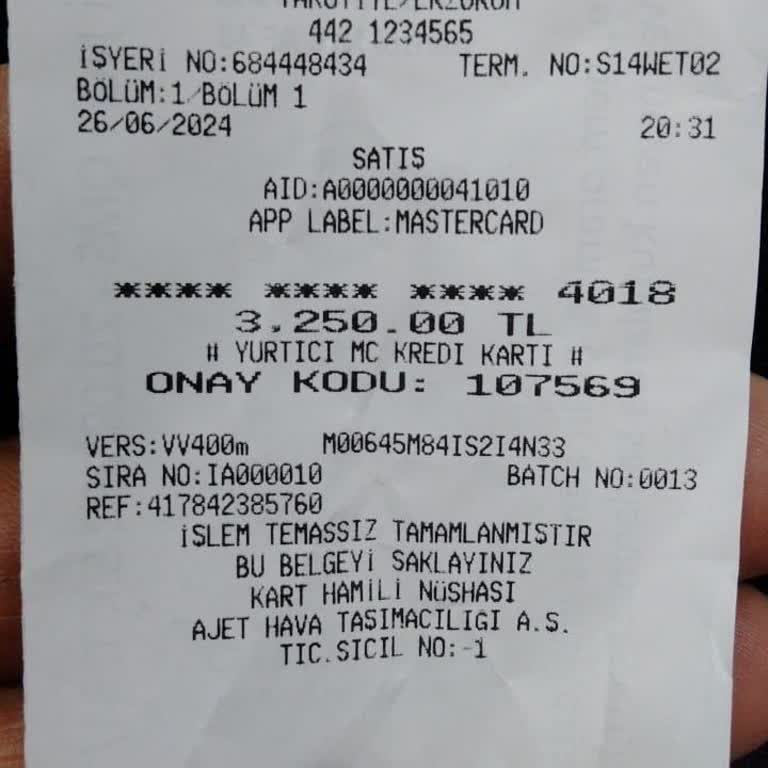 442 1234565
İSYERİ NO:684448434 TERM. NO:S14WET02
BÖLÜM:1/BÖLÜM 1
26/06/2024 20:31
SATIS
AID:A0000000041010
APP LABEL:MASTERCARD
**** **** **** 4018
3.250.00 TL
# YURTICI MC KREDI KARTI #
ONAY KODU: 107569
VERS:VV400m M00645M84IS2I4N33
SIRA NO:IA000010 BATCH NO:0013
REF:417842385760
İSLEM TEMASSIZ TAMAMLANMISTIR
BU BELGEYİ SAKLAYINIZ
KART HAMİLİ NÜSHASI
AJET HAVA TASIMACILIGI A.S.
TIC.SICIL NO:-1